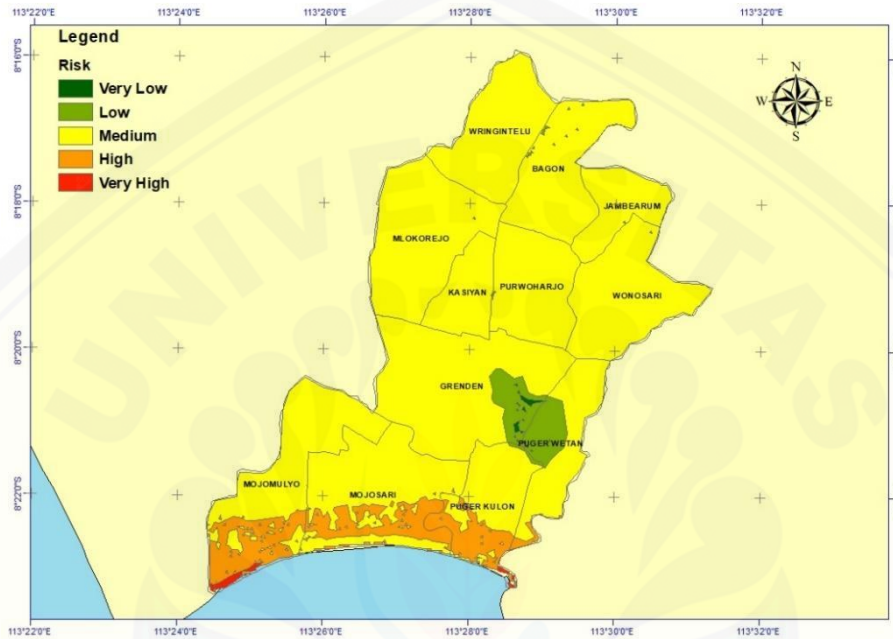 113°22'0"E 113°24'0"E 113°26'0"E 113°28'0"E 113°30'0"E 113°32'0"E
Legend
Risk
Very Low
Low
Medium
High
Very High
N
W E
S
8°16'0"S
8°18'0"S
8°20'0"S
8°22'0"S
WRINGINTELU
BAGON
JAMBEARUM
MLOKOREJO
KASIYAN
PURWOHARJO
WONOSARI
GRENDEN
PUGER WETAN
MOJOMULYO
MOJOSARI
PUGER KULON
UNIVERSITAS
113°22'0"E 113°24'0"E 113°26'0"E 113°28'0"E 113°30'0"E 113°32'0"E